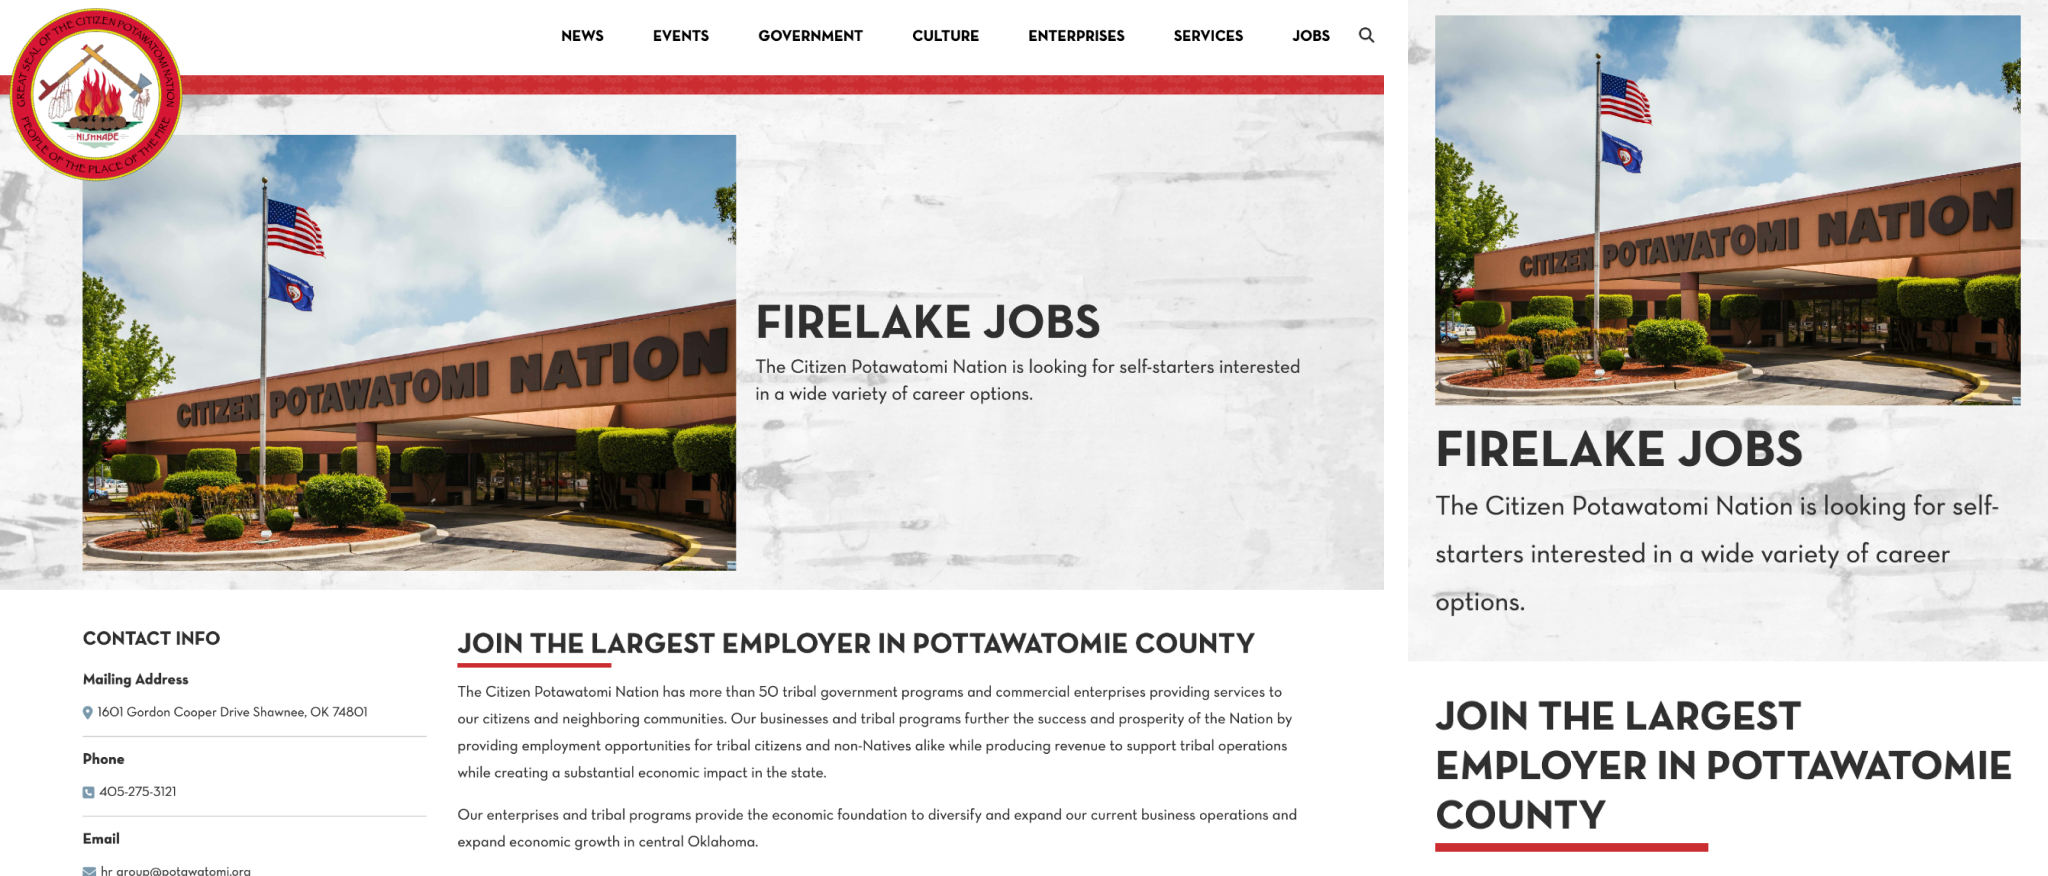 GREAT SEAL OF THE CITIZEN POTAWATOMI NATION
PEOPLE OF THE PLACE OF THE FIRE
NISHNABE
NEWS
EVENTS
GOVERNMENT
CULTURE
ENTERPRISES
SERVICES
JOBS
CITIZEN POTAWATOMI NATION
FIRELAKE JOBS
The Citizen Potawatomi Nation is looking for self-starters interested
in a wide variety of career options.
CONTACT INFO
Mailing Address
1601 Gordon Cooper Drive Shawnee, OK 74801
Phone
405-275-3121
Email
hr group@potawatomi.org
JOIN THE LARGEST EMPLOYER IN POTTAWATOMIE COUNTY
The Citizen Potawatomi Nation has more than 50 tribal government programs and commercial enterprises providing services to
our citizens and neighboring communities. Our businesses and tribal programs further the success and prosperity of the Nation by
providing employment opportunities for tribal citizens and non-Natives alike while producing revenue to support tribal operations
while creating a substantial economic impact in the state.
Our enterprises and tribal programs provide the economic foundation to diversify and expand our current business operations and
expand economic growth in central Oklahoma.
CITIZEN POTAWATOMI NATION
FIRELAKE JOBS
The Citizen Potawatomi Nation is looking for self-
starters interested in a wide variety of career
options.
JOIN THE LARGEST
EMPLOYER IN POTTAWATOMIE
COUNTY